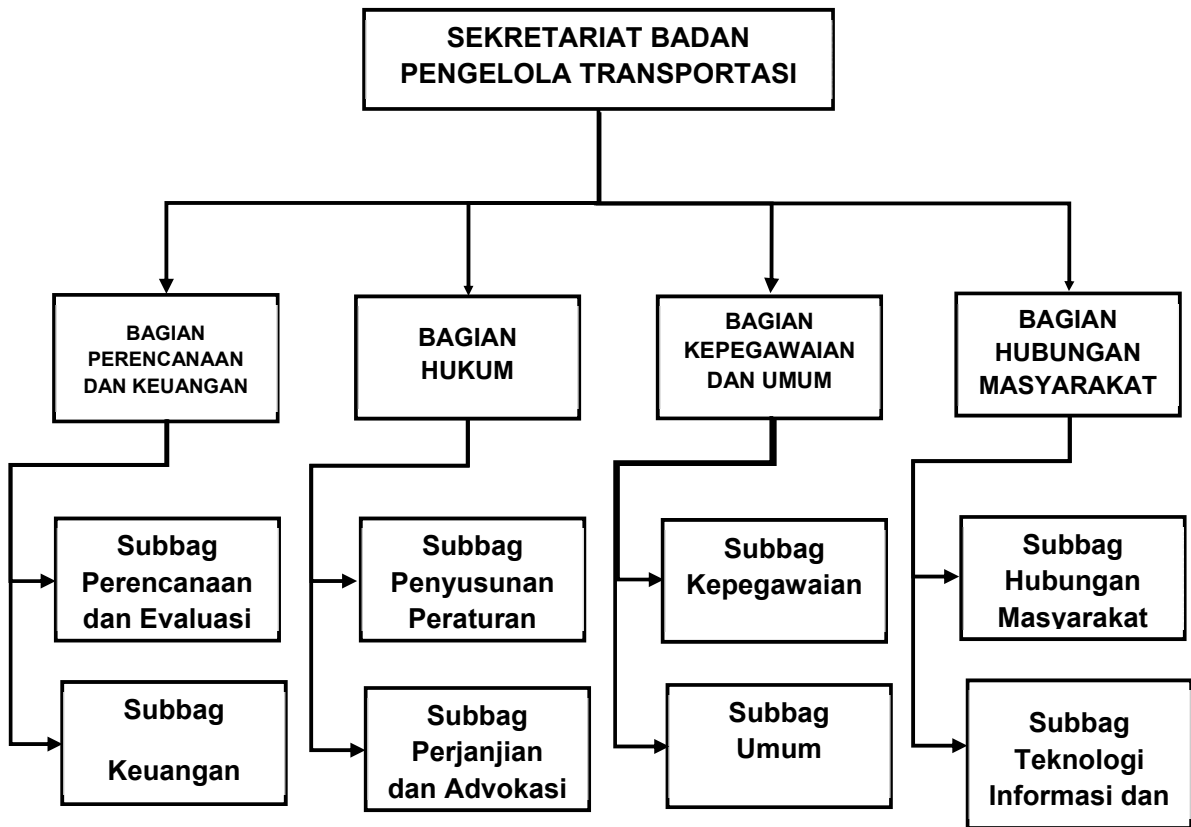 SEKRETARIAT BADAN
PENGELOLA TRANSPORTASI
BAGIAN
PERENCANAAN
DAN KEUANGAN
BAGIAN
HUKUM
BAGIAN
KEPEGAWAIAN
DAN UMUM
BAGIAN
HUBUNGAN
MASYARAKAT
Subbag
Perencanaan
dan Evaluasi
Subbag
Penyusunan
Peraturan
Subbag
Kepegawaian
Subbag
Hubungan
Masyarakat
Subbag
Keuangan
Subbag
Perjanjian
dan Advokasi
Subbag
Umum
Subbag
Teknologi
Informasi dan